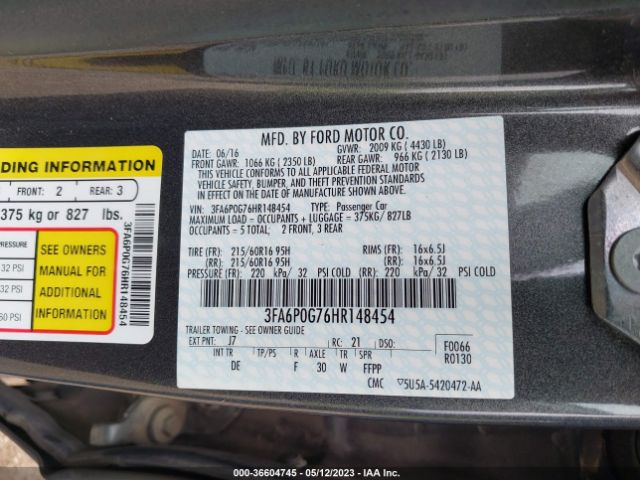 MFD. BY FORD MOTOR CO.
DATE: 06/16 GVWR: 2009 KG ( 4430 LB)
FRONT GAWR: 1066 KG ( 2350 LB) REAR GAWR: 966 KG ( 2130 LB)
THIS VEHICLE CONFORMS TO ALL APPLICABLE FEDERAL MOTOR
VEHICLE SAFETY, BUMPER, AND THEFT PREVENTION STANDARDS
IN EFFECT ON THE DATE OF MANUFACTURE SHOWN ABOVE.
VIN: 3FA6P0G76HR148454 TYPE: Passenger Car
MAXIMUM LOAD = OCCUPANTS + LUGGAGE = 375KG/ 827LB
OCCUPANTS = 5 TOTAL: 2 FRONT, 3 REAR
TIRE (FR): 215/60R16 95H RIMS (FR): 16x6.5J
(RR): 215/60R16 95H (RR): 16x6.5J
PRESSURE (FR): 220 kPa/ 32 PSI COLD (RR): 220 kPa/ 32 PSI COLD
3FA6P0G76HR148454
TRAILER TOWING - SEE OWNER GUIDE
EXT PNT: J7 RC: 21 DSO:
F0066
R0130
INT TR TP/PS R AXLE TR SPR
DE F 30 W FFPP
CMC 5U5A-5420472-AA
DING INFORMATION
FRONT: 2 REAR: 3
375 kg or 827 lbs.
PRESSURE
32 PSI
32 PSI
60 PSI
SEE OWNERS
MANUAL FOR
ADDITIONAL
INFORMATION
3FA6P0G76HR148454
000-36604745 - 05/12/2023 - IAA Inc.